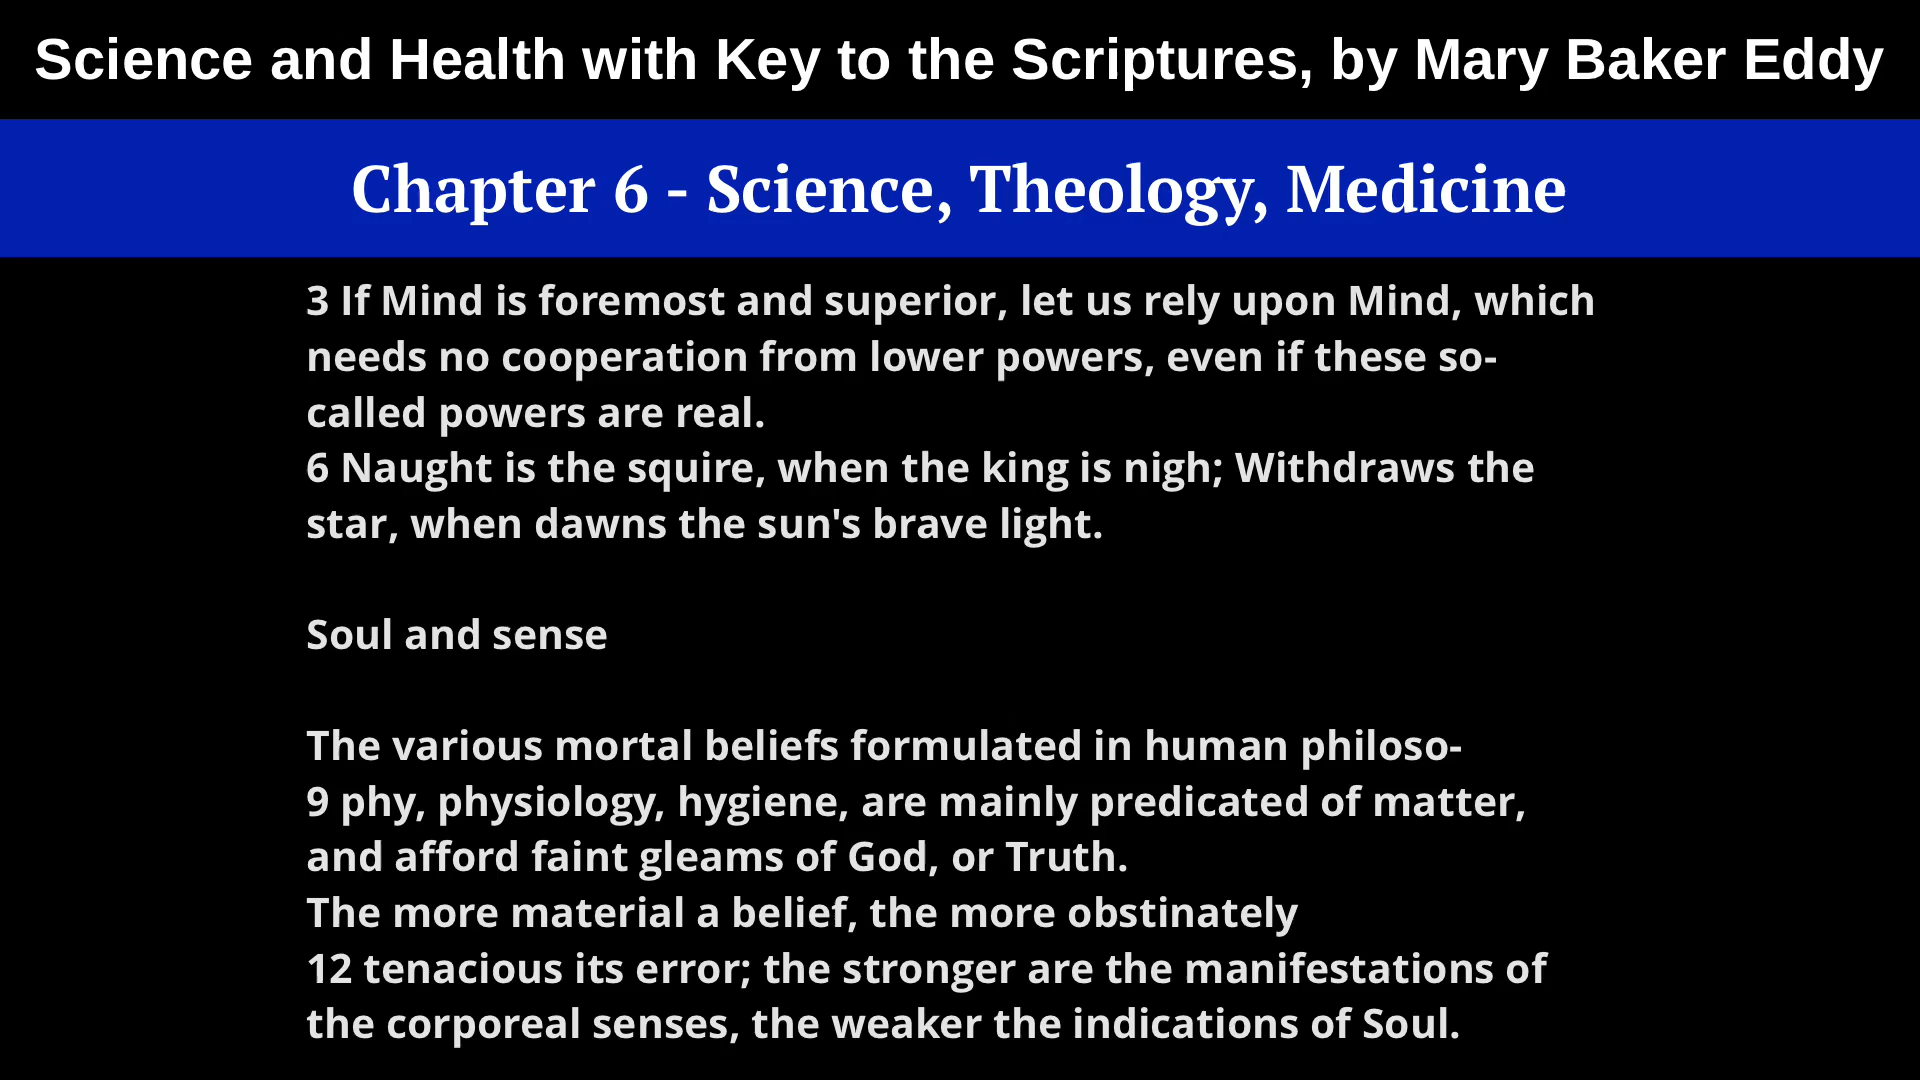 Science and Health with Key to the Scriptures, by Mary Baker Eddy
Chapter 6 - Science, Theology, Medicine
3 If Mind is foremost and superior, let us rely upon Mind, which
needs no cooperation from lower powers, even if these so-
called powers are real.
6 Naught is the squire, when the king is nigh; Withdraws the
star, when dawns the sun's brave light.
Soul and sense
The various mortal beliefs formulated in human philoso-
9 phy, physiology, hygiene, are mainly predicated of matter,
and afford faint gleams of God, or Truth.
The more material a belief, the more obstinately
12 tenacious its error; the stronger are the manifestations of
the corporeal senses, the weaker the indications of Soul.